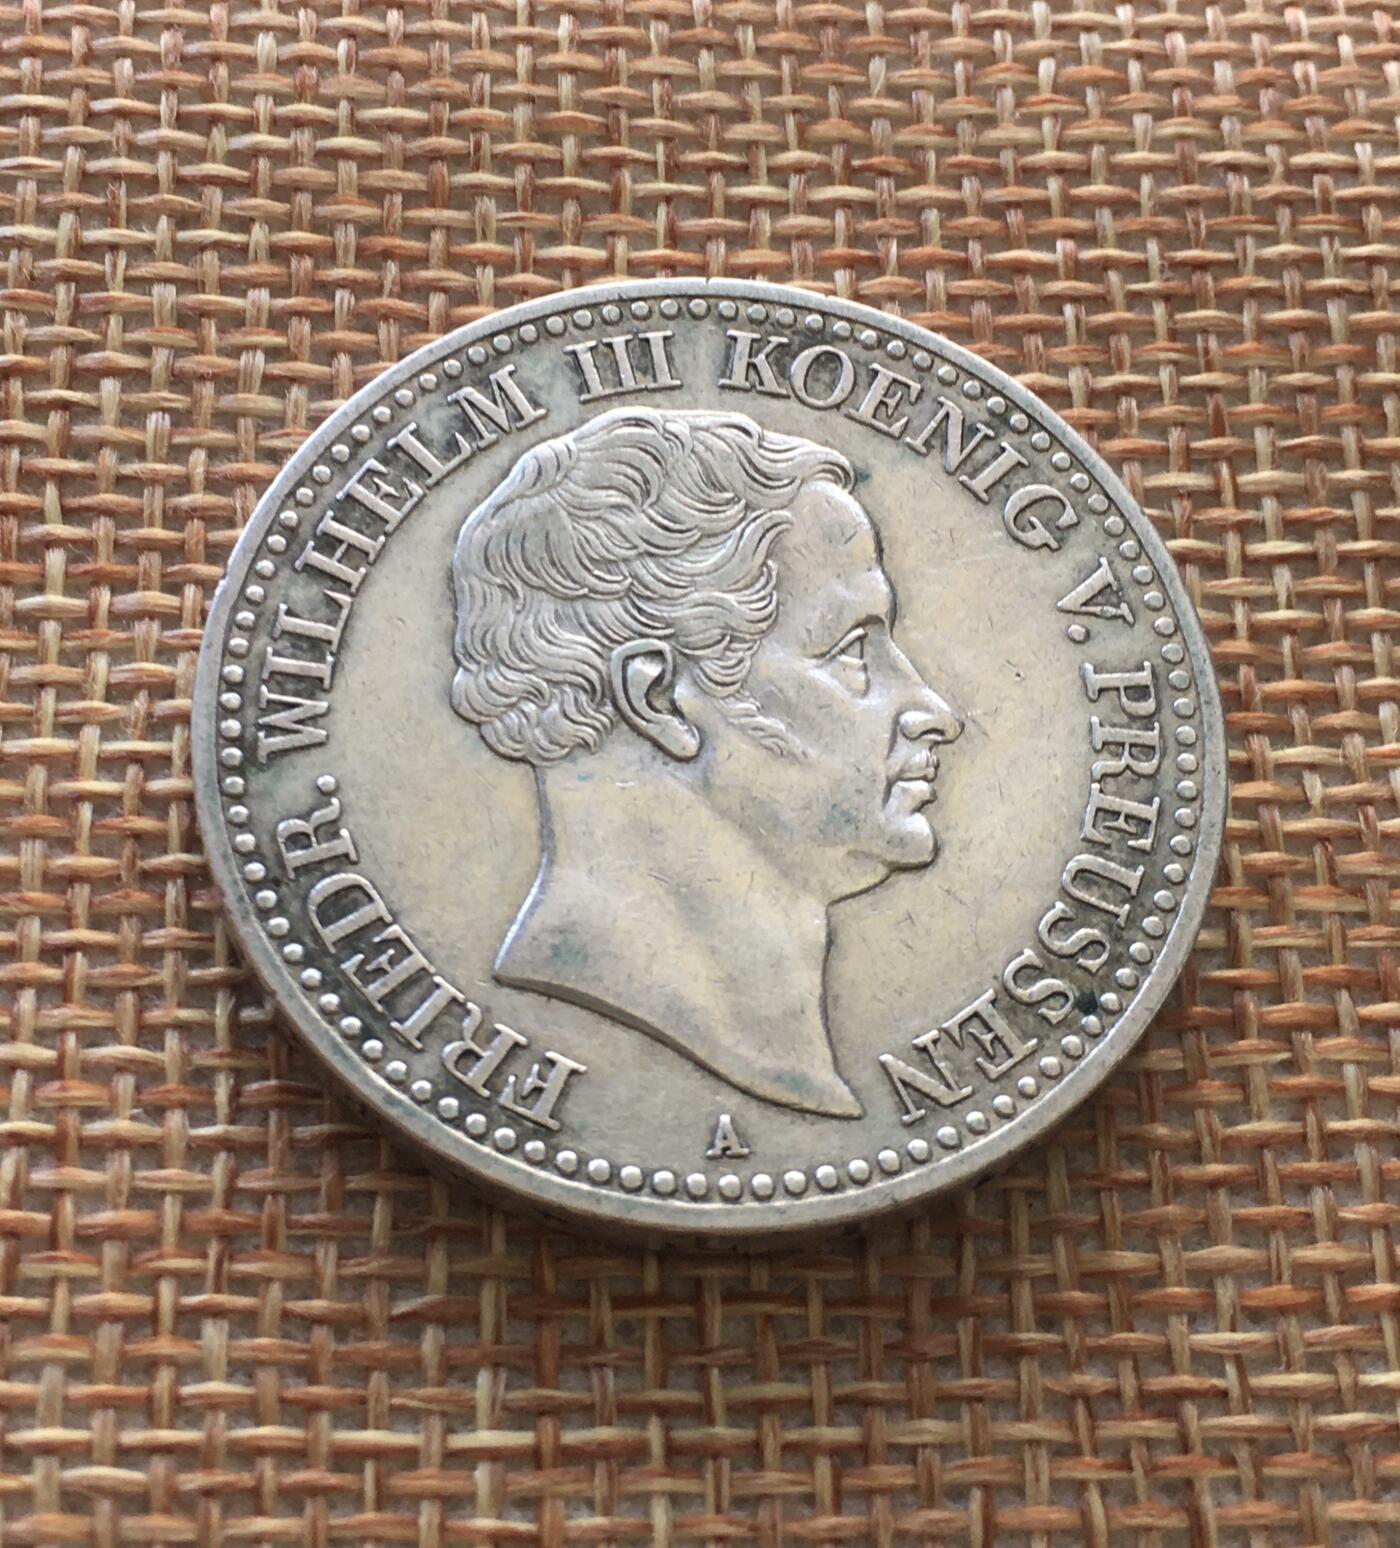 FRIEDR. WILHELM III KOENIG V. PREUSSEN
A